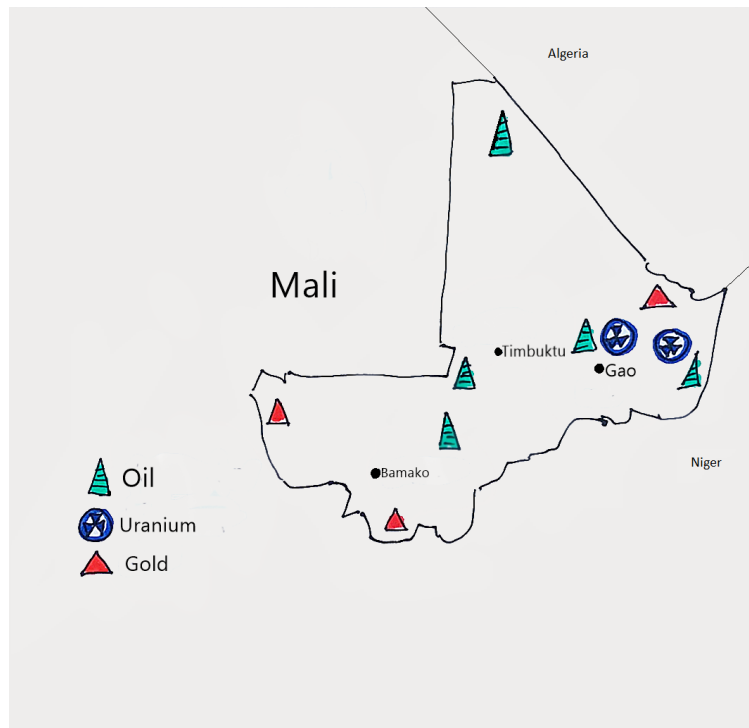 Algeria
Mali
Timbuktu
Gao
Niger
Bamako
Oil
Uranium
Gold